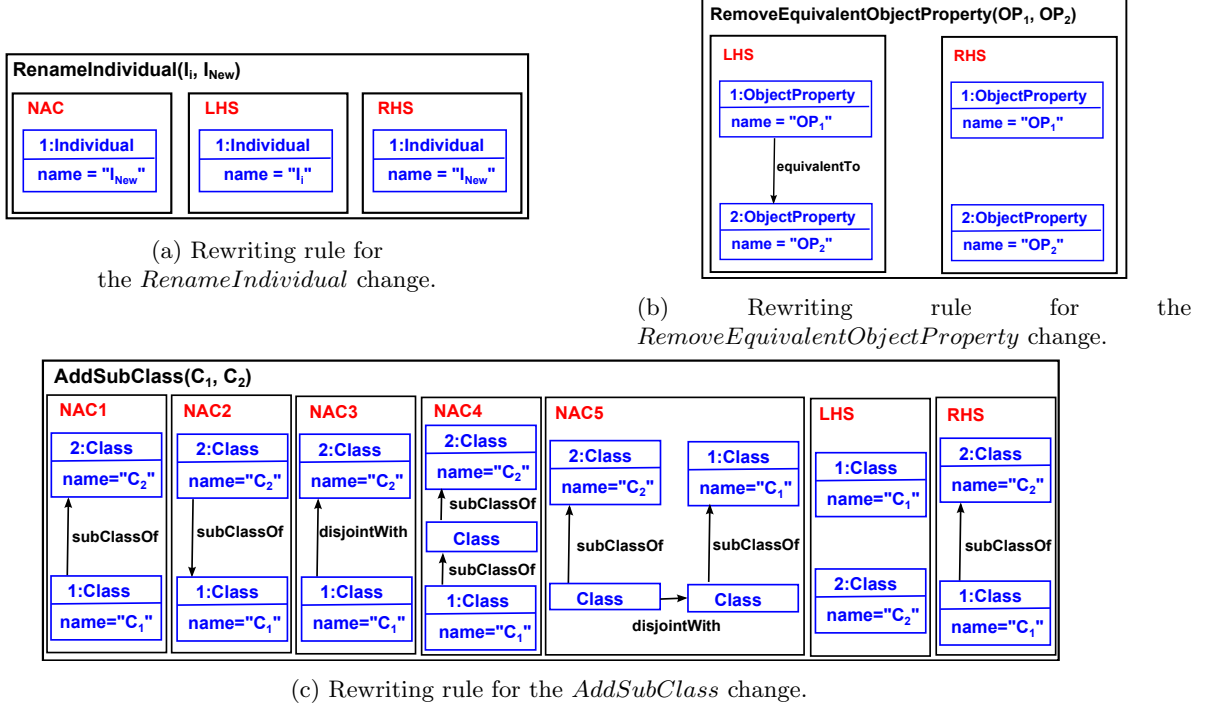 RenameIndividual(Ii, INew)
NAC
1:Individual
name = "INew"
LHS
1:Individual
name = "Ii"
RHS
1:Individual
name = "INew"
(a) Rewriting rule for
the RenameIndividual change.
RemoveEquivalentObjectProperty(OP1, OP2)
LHS
1:ObjectProperty
name = "OP1"
equivalentTo
2:ObjectProperty
name = "OP2"
RHS
1:ObjectProperty
name = "OP1"
2:ObjectProperty
name = "OP2"
(b) Rewriting rule for the
RemoveEquivalentObjectProperty change.
AddSubClass(C1, C2)
NAC1
2:Class
name="C2"
subClassOf
1:Class
name="C1"
NAC2
2:Class
name="C2"
subClassOf
1:Class
name="C1"
NAC3
2:Class
name="C2"
disjointWith
1:Class
name="C1"
NAC4
2:Class
name="C2"
subClassOf
Class
subClassOf
1:Class
name="C1"
NAC5
2:Class
name="C2"
subClassOf
Class
1:Class
name="C1"
subClassOf
Class
disjointWith
LHS
1:Class
name="C1"
2:Class
name="C2"
RHS
2:Class
name="C2"
subClassOf
1:Class
name="C1"
(c) Rewriting rule for the AddSubClass change.